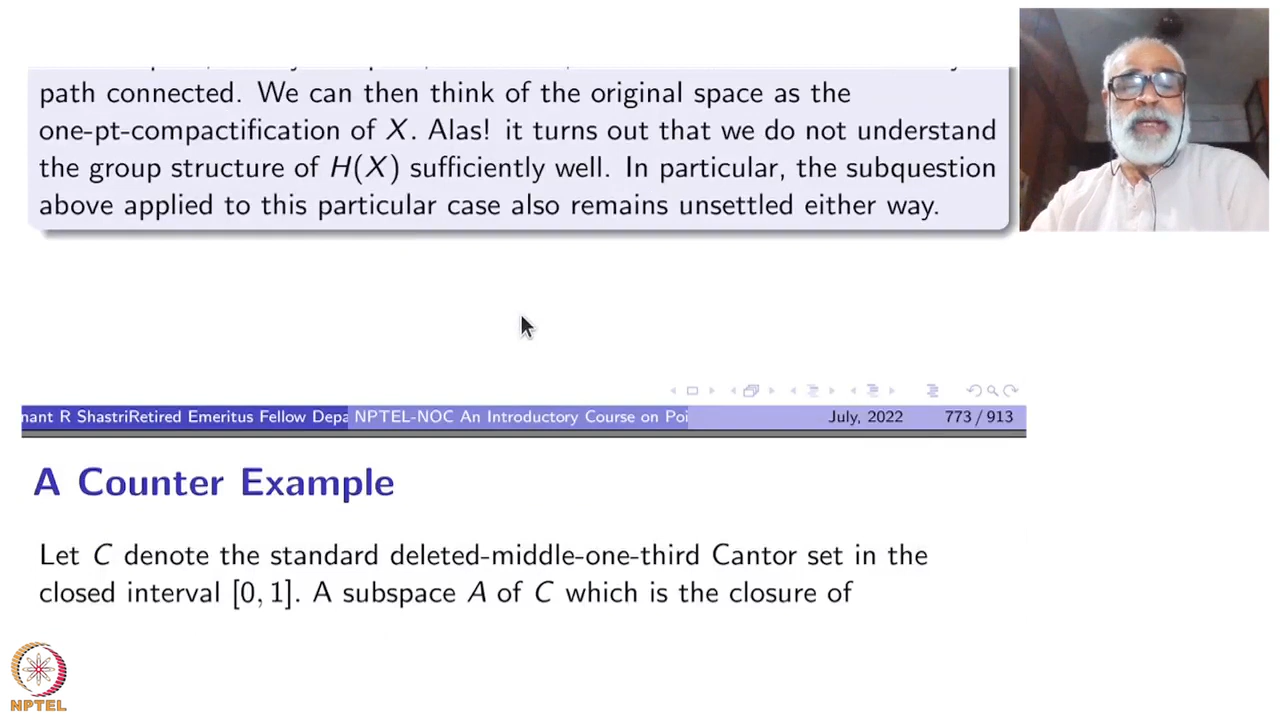 path connected. We can then think of the original space as the
one-pt-compactification of X. Alas! it turns out that we do not understand
the group structure of H(X) sufficiently well. In particular, the subquestion
above applied to this particular case also remains unsettled either way.
nant R ShastriRetired Emeritus Fellow Depa NPTEL-NOC An Introductory Course on Poi July, 2022 773 / 913
A Counter Example
Let C denote the standard deleted-middle-one-third Cantor set in the
closed interval [0, 1]. A subspace A of C which is the closure of
NPTEL